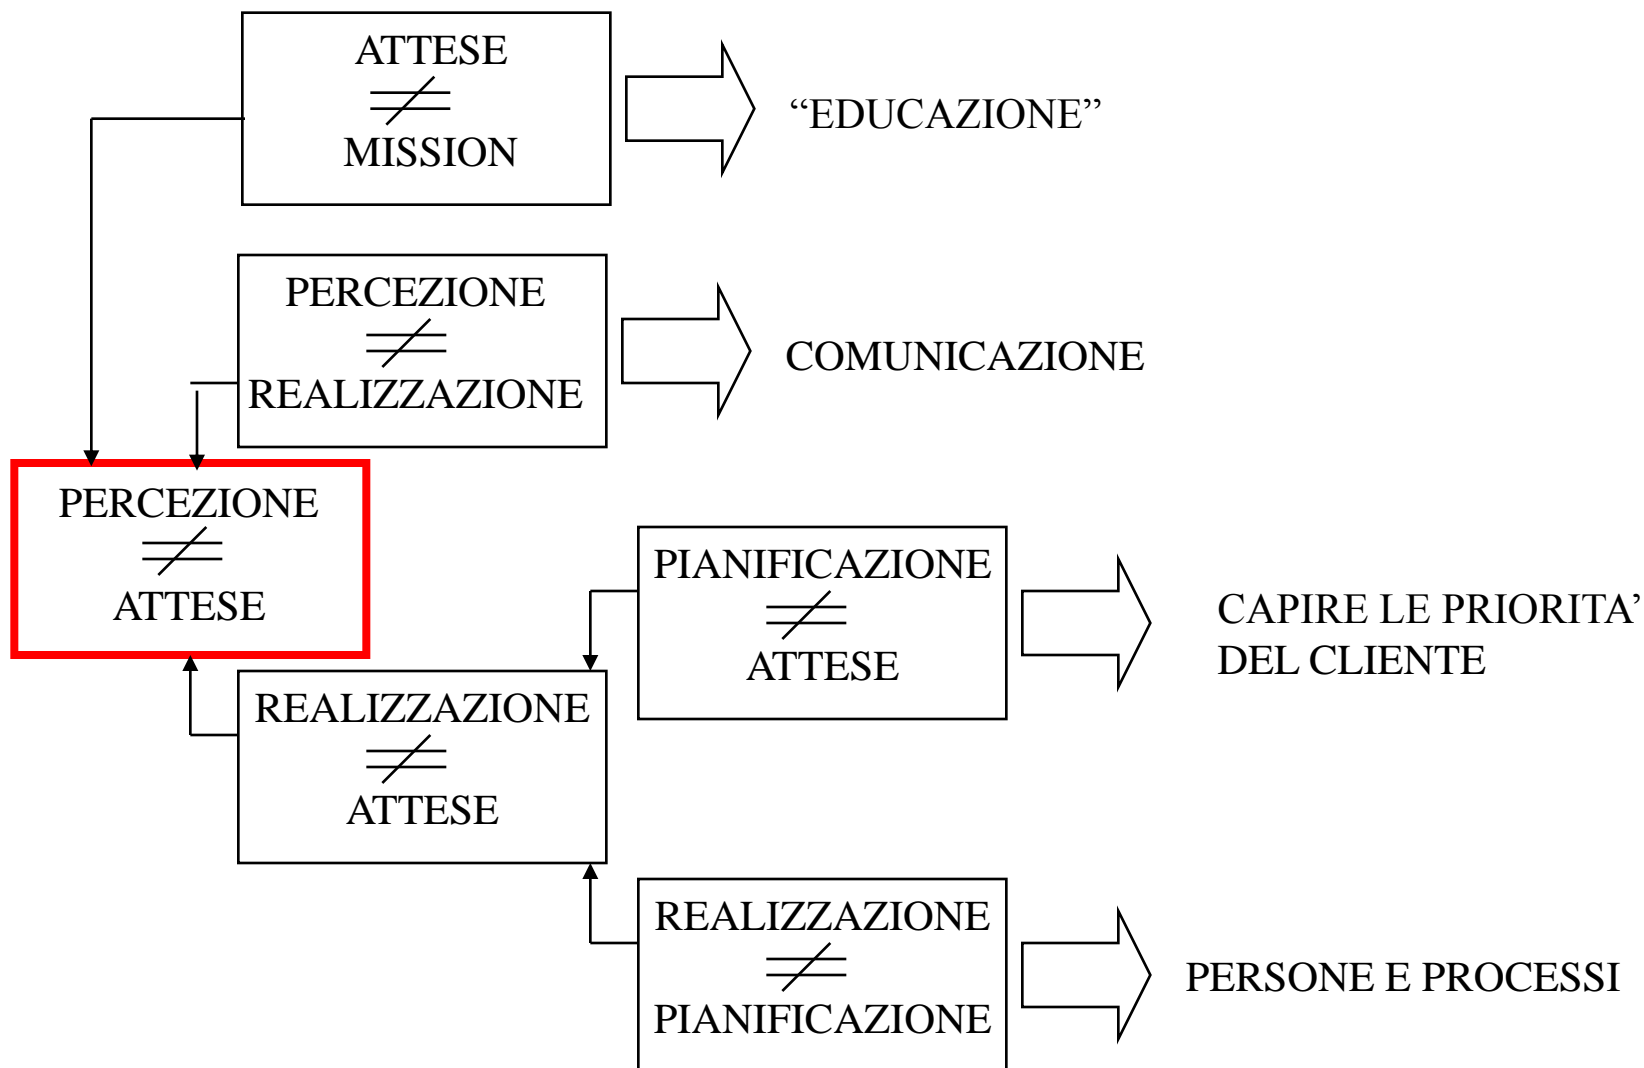 ATTESE
≠
MISSION
“EDUCAZIONE”
PERCEZIONE
≠
REALIZZAZIONE
COMUNICAZIONE
PERCEZIONE
≠
ATTESE
PIANIFICAZIONE
≠
ATTESE
CAPIRE LE PRIORITA’
DEL CLIENTE
REALIZZAZIONE
≠
ATTESE
REALIZZAZIONE
≠
PIANIFICAZIONE
PERSONE E PROCESSI